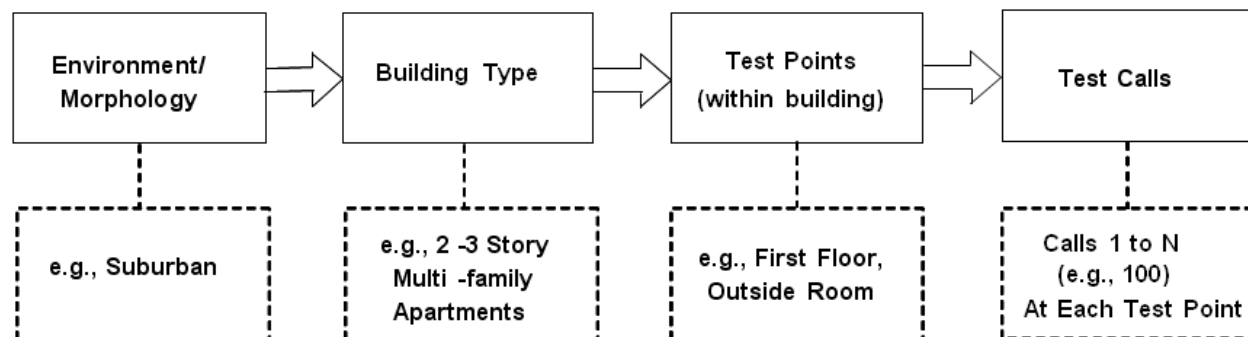 Environment/
Morphology
Building Type
Test Points
(within building)
Test Calls
e.g., Suburban
e.g., 2 -3 Story
Multi -family
Apartments
e.g., First Floor,
Outside Room
Calls 1 to N
(e.g., 100)
At Each Test Point